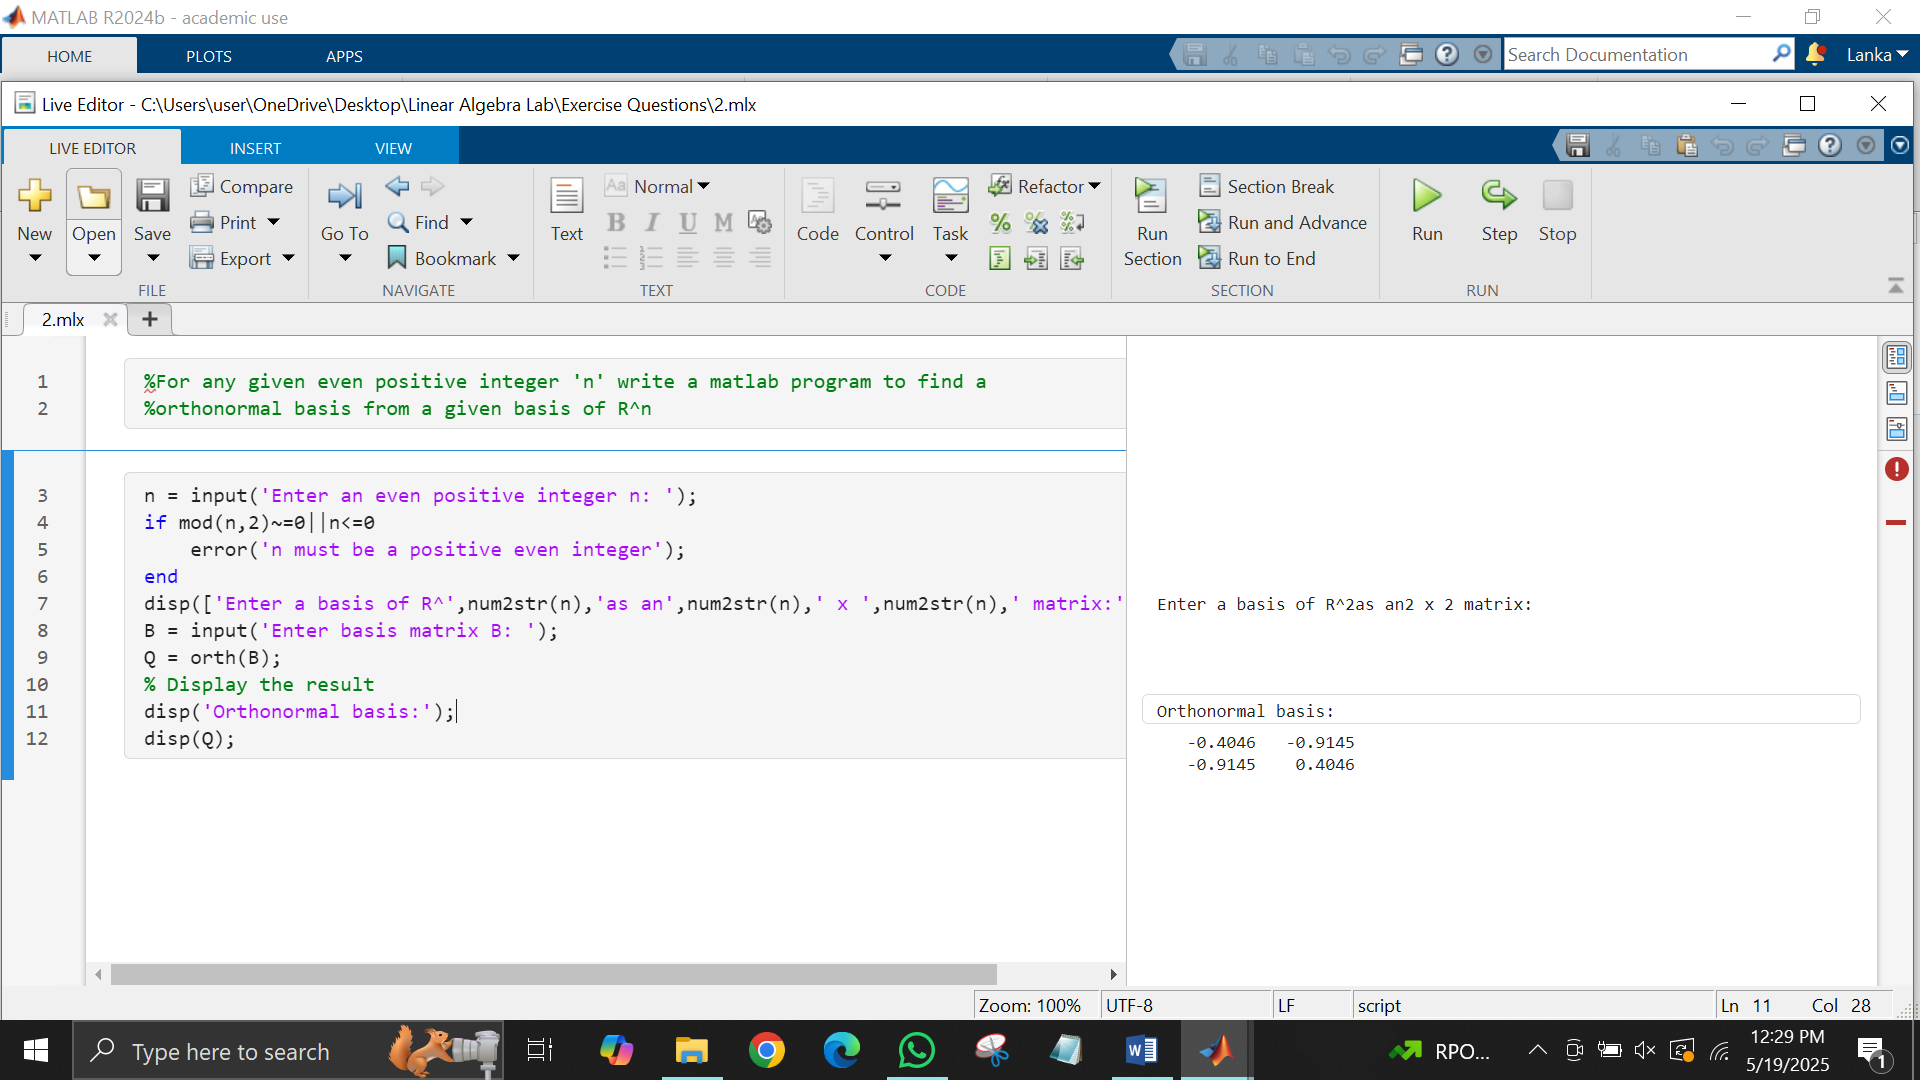 MATLAB R2024b - academic use
HOME PLOTS APPS
Search Documentation
Lanka
Live Editor - C:\Users\user\OneDrive\Desktop\Linear Algebra Lab\Exercise Questions\2.mlx
LIVE EDITOR INSERT VIEW
New
Open
Save
Compare
Print
Export
FILE
Go To
Find
Bookmark
NAVIGATE
Text
Aa Normal
B I U M
TEXT
Code
Control
Task
Refactor
CODE
Run Section
Section Break
Run and Advance
Run to End
SECTION
Run
Step
Stop
RUN
2.mlx
1 %For any given even positive integer 'n' write a matlab program to find a
2 %orthonormal basis from a given basis of R^n
3 n = input('Enter an even positive integer n: ');
4 if mod(n,2)~=0||n<=0
5 error('n must be a positive even integer');
6 end
7 disp(['Enter a basis of R^',num2str(n),'as an',num2str(n),' x ',num2str(n),' matrix:'
8 B = input('Enter basis matrix B: ');
9 Q = orth(B);
10 % Display the result
11 disp('Orthonormal basis:');
12 disp(Q);
Enter a basis of R^2as an2 x 2 matrix:
Orthonormal basis:
-0.4046 -0.9145
-0.9145 0.4046
Zoom: 100% UTF-8 LF script Ln 11 Col 28
Type here to search
RPO...
12:29 PM
5/19/2025
1